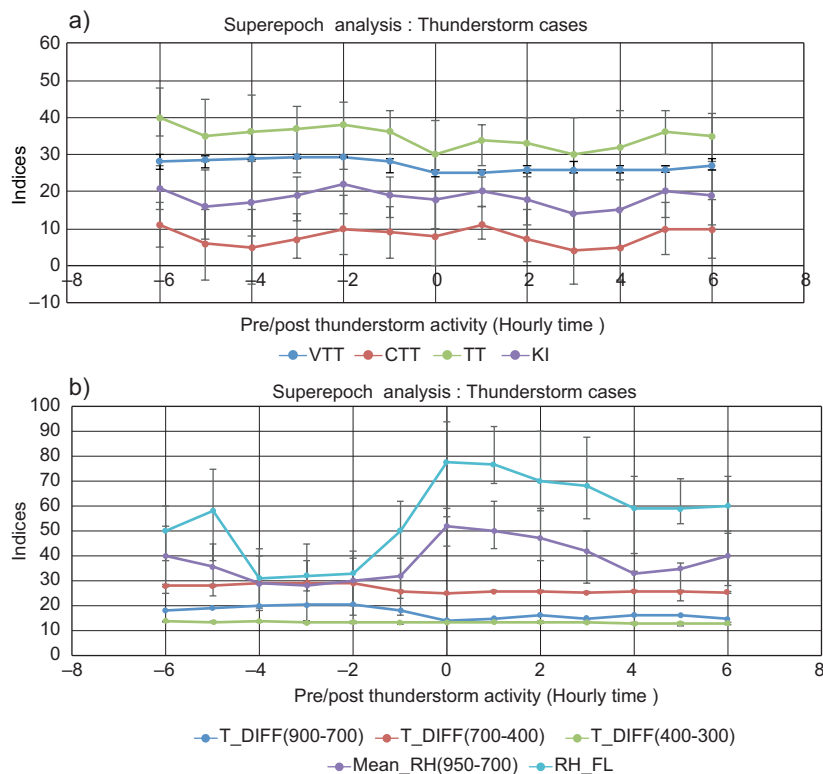 a)
Superepoch analysis : Thunderstorm cases
60
50
40
30
20
10
0
–10
Indices
–8 –6 –4 –2 0 2 4 6 8
Pre/post thunderstorm activity (Hourly time )
VTT CTT TT KI
b)
Superepoch analysis : Thunderstorm cases
100
90
80
70
60
50
40
30
20
10
0
Indices
–8 –6 –4 –2 0 2 4 6 8
Pre/post thunderstorm activity (Hourly time )
T_DIFF(900-700) T_DIFF(700-400) T_DIFF(400-300)
Mean_RH(950-700) RH_FL